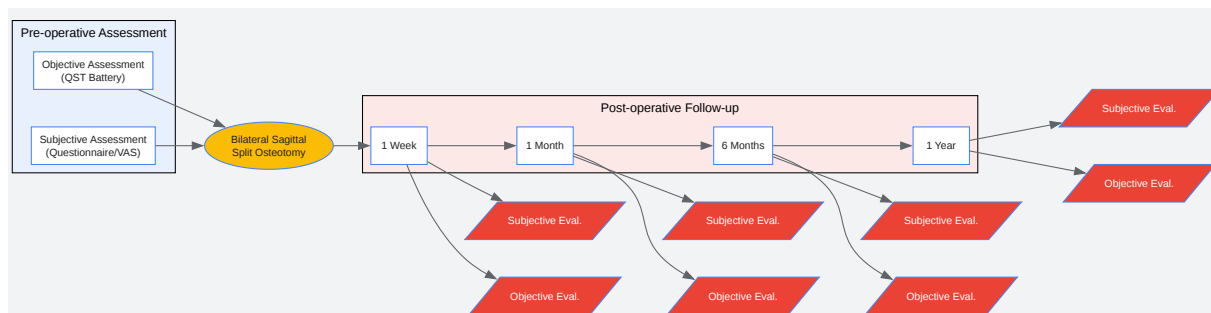 Pre-operative Assessment
Objective Assessment
(QST Battery)
Subjective Assessment
(Questionnaire/VAS)
Bilateral Sagittal
Split Osteotomy
Post-operative Follow-up
1 Week
1 Month
6 Months
1 Year
Subjective Eval.
Objective Eval.
Subjective Eval.
Subjective Eval.
Subjective Eval.
Objective Eval.
Objective Eval.
Objective Eval.